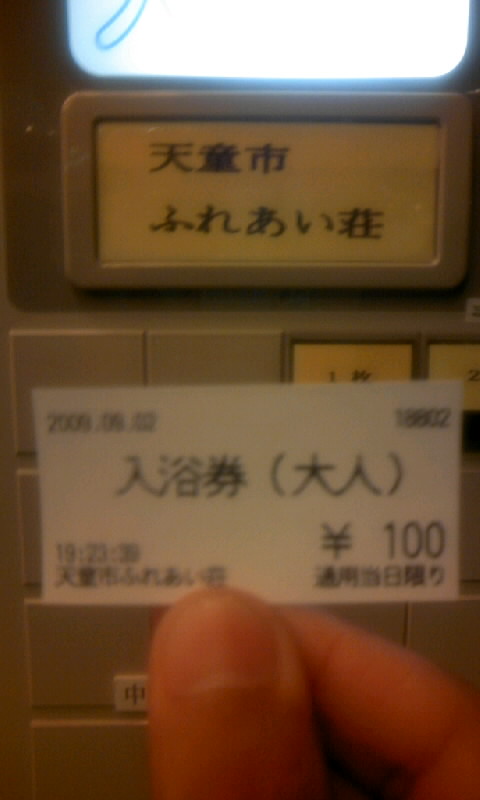 天童市
ふれあい荘
1枚
2
2009.09.02
18802
入浴券（大人）
¥ 100
19:23:39
天童市ふれあい荘
通用当日限り
中